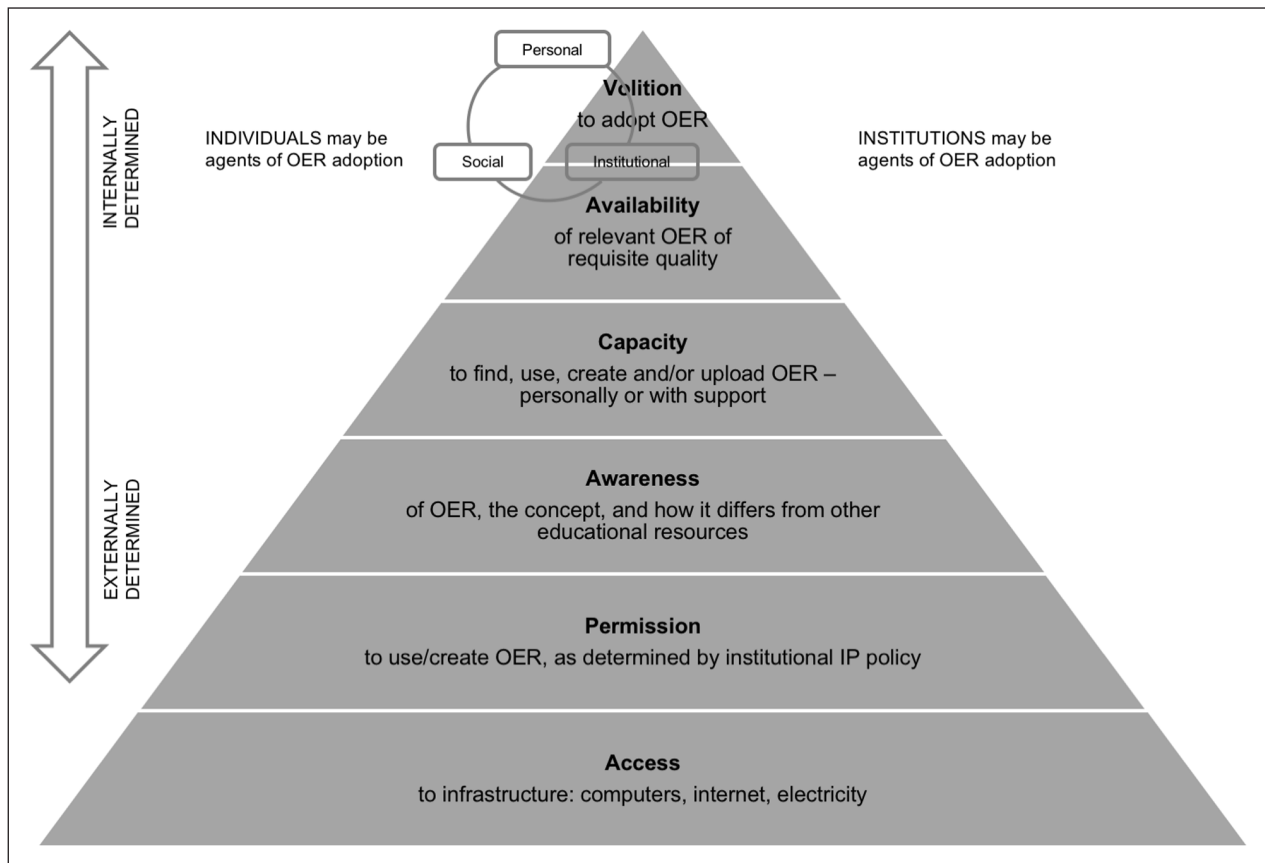 Personal
Volition
to adopt OER
INTERNALLY
DETERMINED
INDIVIDUALS may be
agents of OER adoption
INSTITUTIONS may be
agents of OER adoption
Social
Institutional
Availability
of relevant OER of
requisite quality
Capacity
to find, use, create and/or upload OER –
personally or with support
Awareness
of OER, the concept, and how it differs from other
educational resources
EXTERNALLY
DETERMINED
Permission
to use/create OER, as determined by institutional IP policy
Access
to infrastructure: computers, internet, electricity